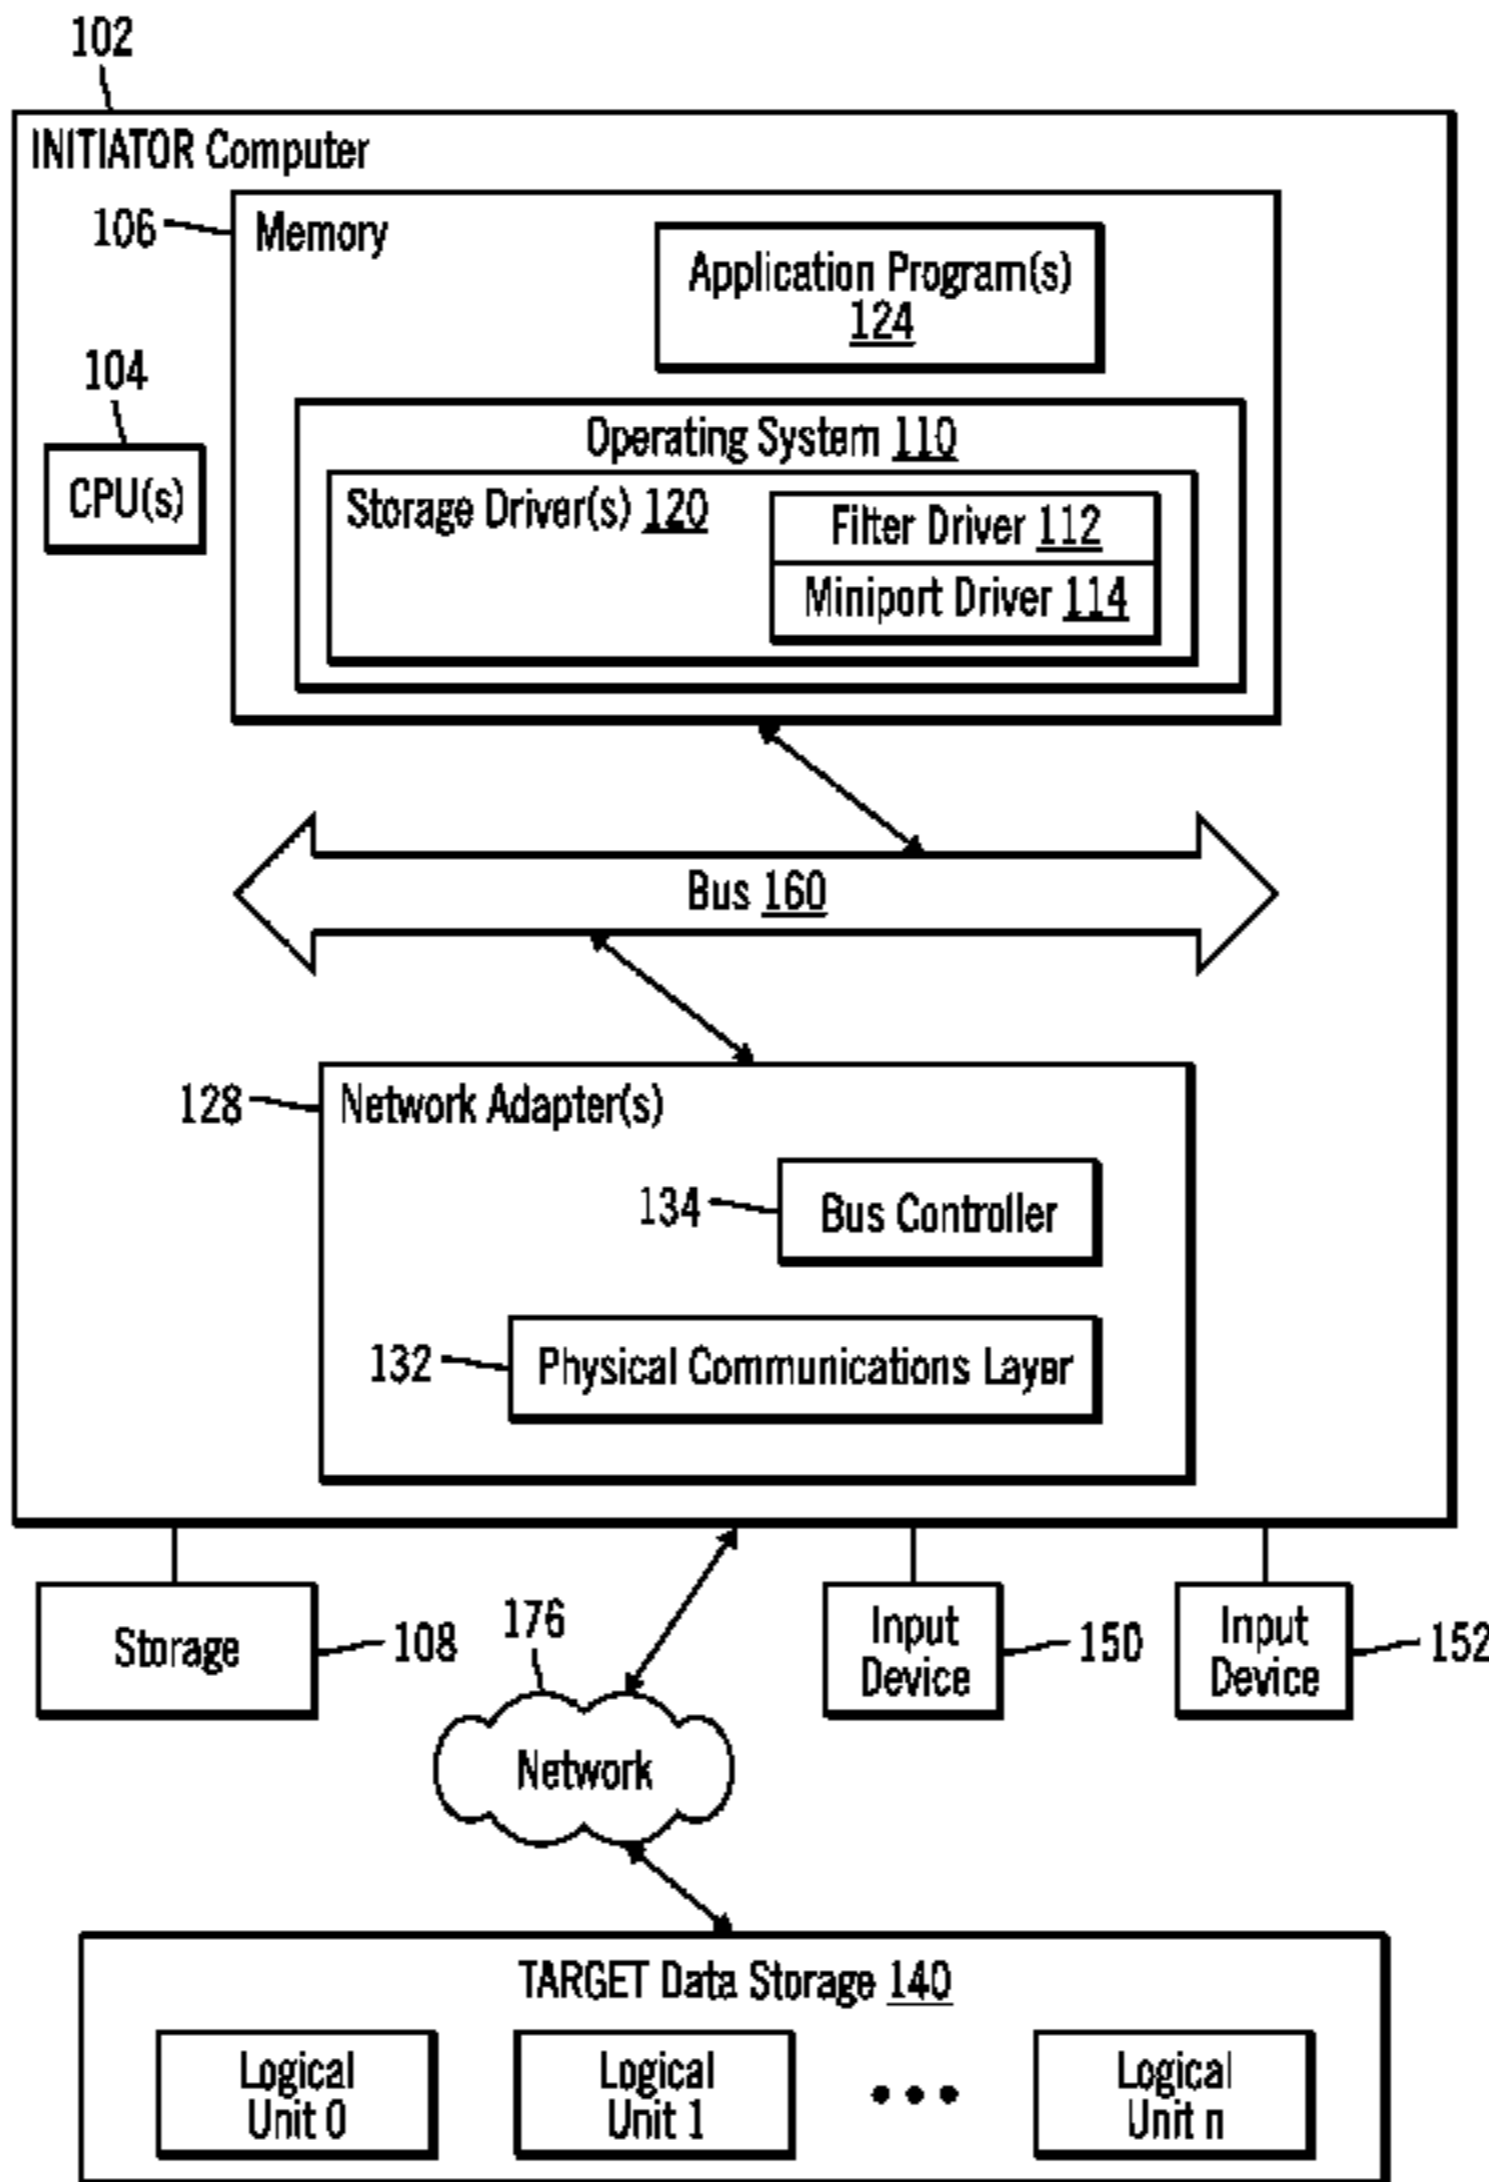 102
INITIATOR Computer
106
Memory
Application Program(s)
124
104
CPU(s)
Operating System 110
Storage Driver(s) 120
Filter Driver 112
Miniport Driver 114
Bus 160
128
Network Adapter(s)
134
Bus Controller
132
Physical Communications Layer
Storage
108
176
Network
Input
Device
150
Input
Device
152
TARGET Data Storage 140
Logical
Unit 0
Logical
Unit 1
•••
Logical
Unit n